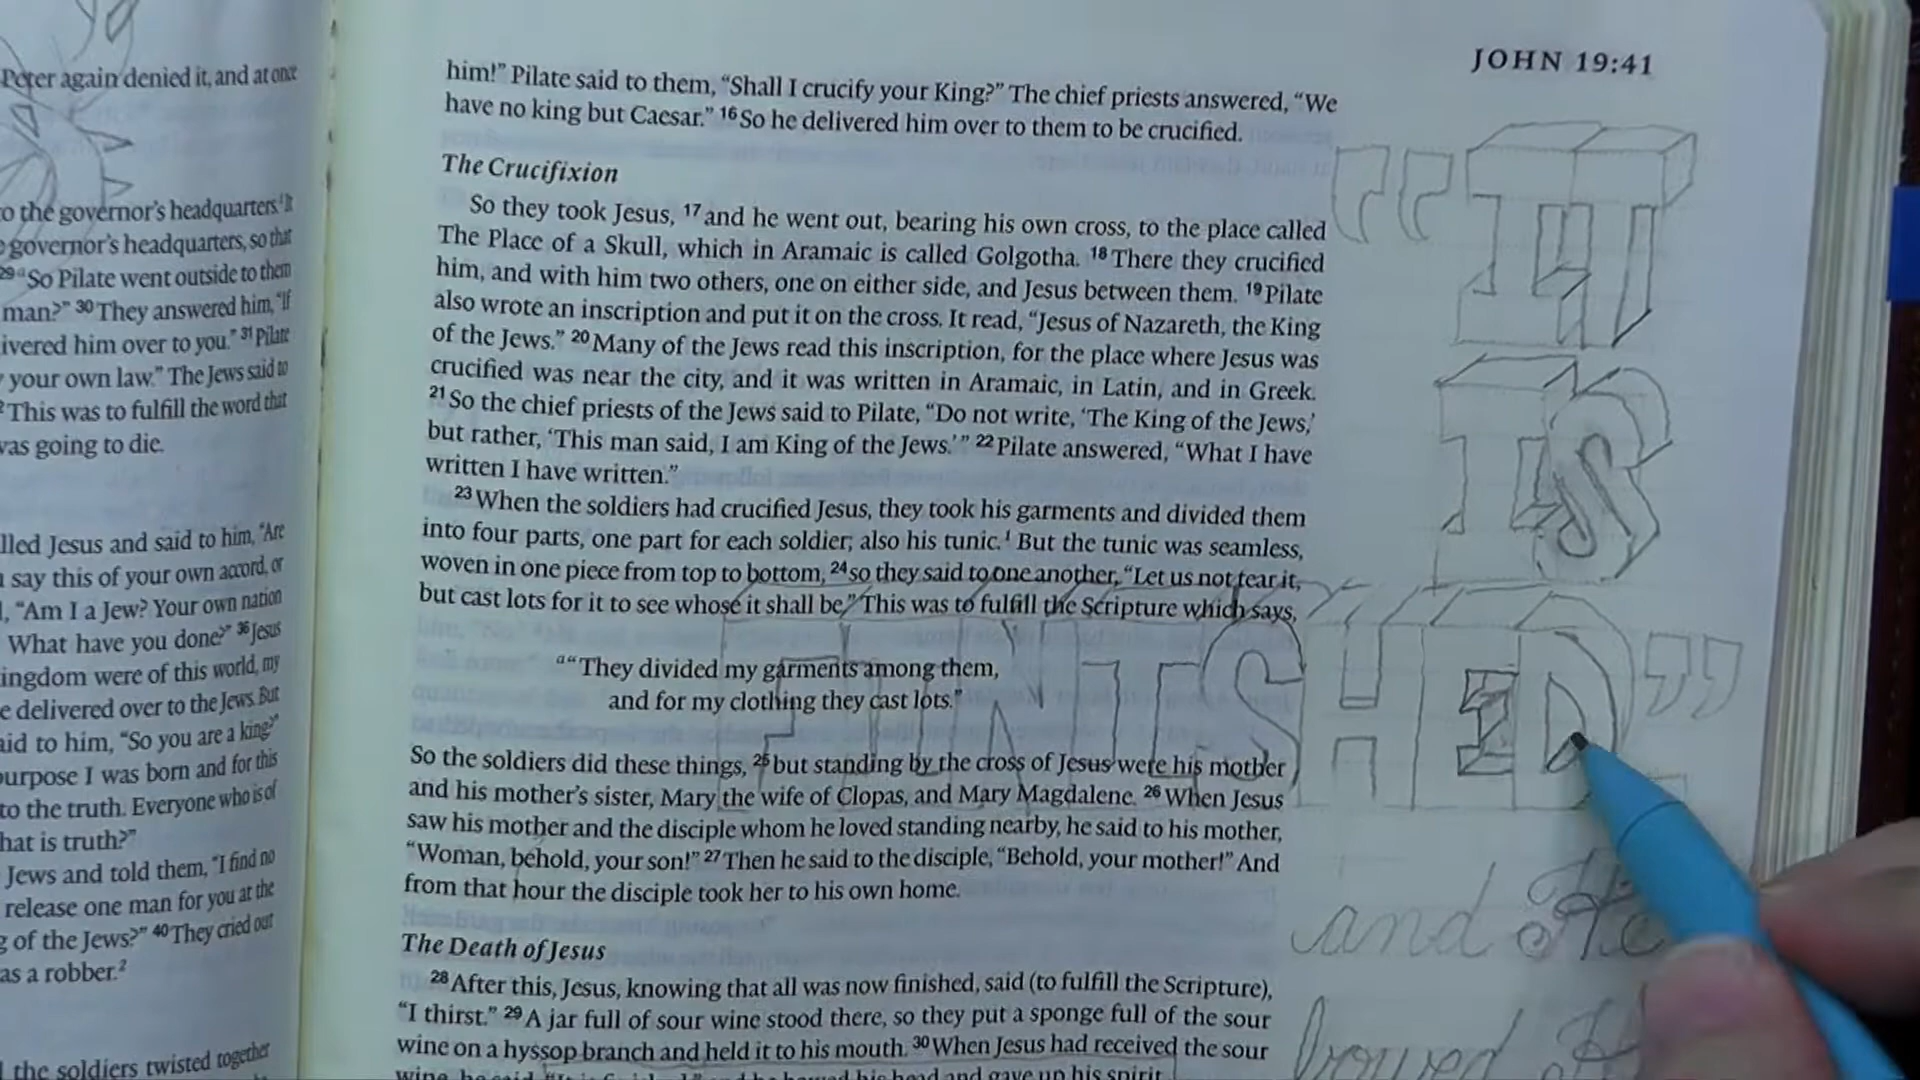 Peter again denied it, and at once
o the governor's headquarters.¹ It
governor's headquarters, so that
29 a"So Pilate went outside to them
man?" 30 They answered him, "If
ivered him over to you." 31 Pilate
your own law." The Jews said to
2 This was to fulfill the word that
was going to die.
lled Jesus and said to him, "Are
say this of your own accord, or
, "Am I a Jew? Your own nation
What have you done?" 36 Jesus
ingdom were of this world, my
e delivered over to the Jews. But
aid to him, "So you are a king?"
purpose I was born and for this
to the truth. Everyone who is of
hat is truth?"
Jews and told them, "I find no
release one man for you at the
g of the Jews?" 40 They cried out
as a robber.2
the soldiers twisted together
JOHN 19:41
him!" Pilate said to them, "Shall I crucify your King?" The chief priests answered, "We
have no king but Caesar." 16 So he delivered him over to them to be crucified.
The Crucifixion
So they took Jesus, 17 and he went out, bearing his own cross, to the place called
The Place of a Skull, which in Aramaic is called Golgotha. 18 There they crucified
him, and with him two others, one on either side, and Jesus between them. 19 Pilate
also wrote an inscription and put it on the cross. It read, "Jesus of Nazareth, the King
of the Jews." 20 Many of the Jews read this inscription, for the place where Jesus was
crucified was near the city, and it was written in Aramaic, in Latin, and in Greek.
21 So the chief priests of the Jews said to Pilate, "Do not write, 'The King of the Jews,'
but rather, 'This man said, I am King of the Jews.'" 22 Pilate answered, "What I have
written I have written."
23 When the soldiers had crucified Jesus, they took his garments and divided them
into four parts, one part for each soldier; also his tunic.1 But the tunic was seamless,
woven in one piece from top to bottom, 24 so they said to one another, "Let us not tear it,
but cast lots for it to see whose it shall be." This was to fulfill the Scripture which says,
a"They divided my garments among them,
and for my clothing they cast lots."
So the soldiers did these things, 25 but standing by the cross of Jesus were his mother
and his mother's sister, Mary the wife of Clopas, and Mary Magdalene. 26 When Jesus
saw his mother and the disciple whom he loved standing nearby, he said to his mother,
"Woman, behold, your son!" 27 Then he said to the disciple, "Behold, your mother!" And
from that hour the disciple took her to his own home.
The Death of Jesus
28 After this, Jesus, knowing that all was now finished, said (to fulfill the Scripture),
"I thirst." 29 A jar full of sour wine stood there, so they put a sponge full of the sour
wine on a hyssop branch and held it to his mouth. 30 When Jesus had received the sour
wine, he said, "It is finished," and he bowed his head and gave up his spirit.
"IT
IS
FINISHED"
and He
bowed